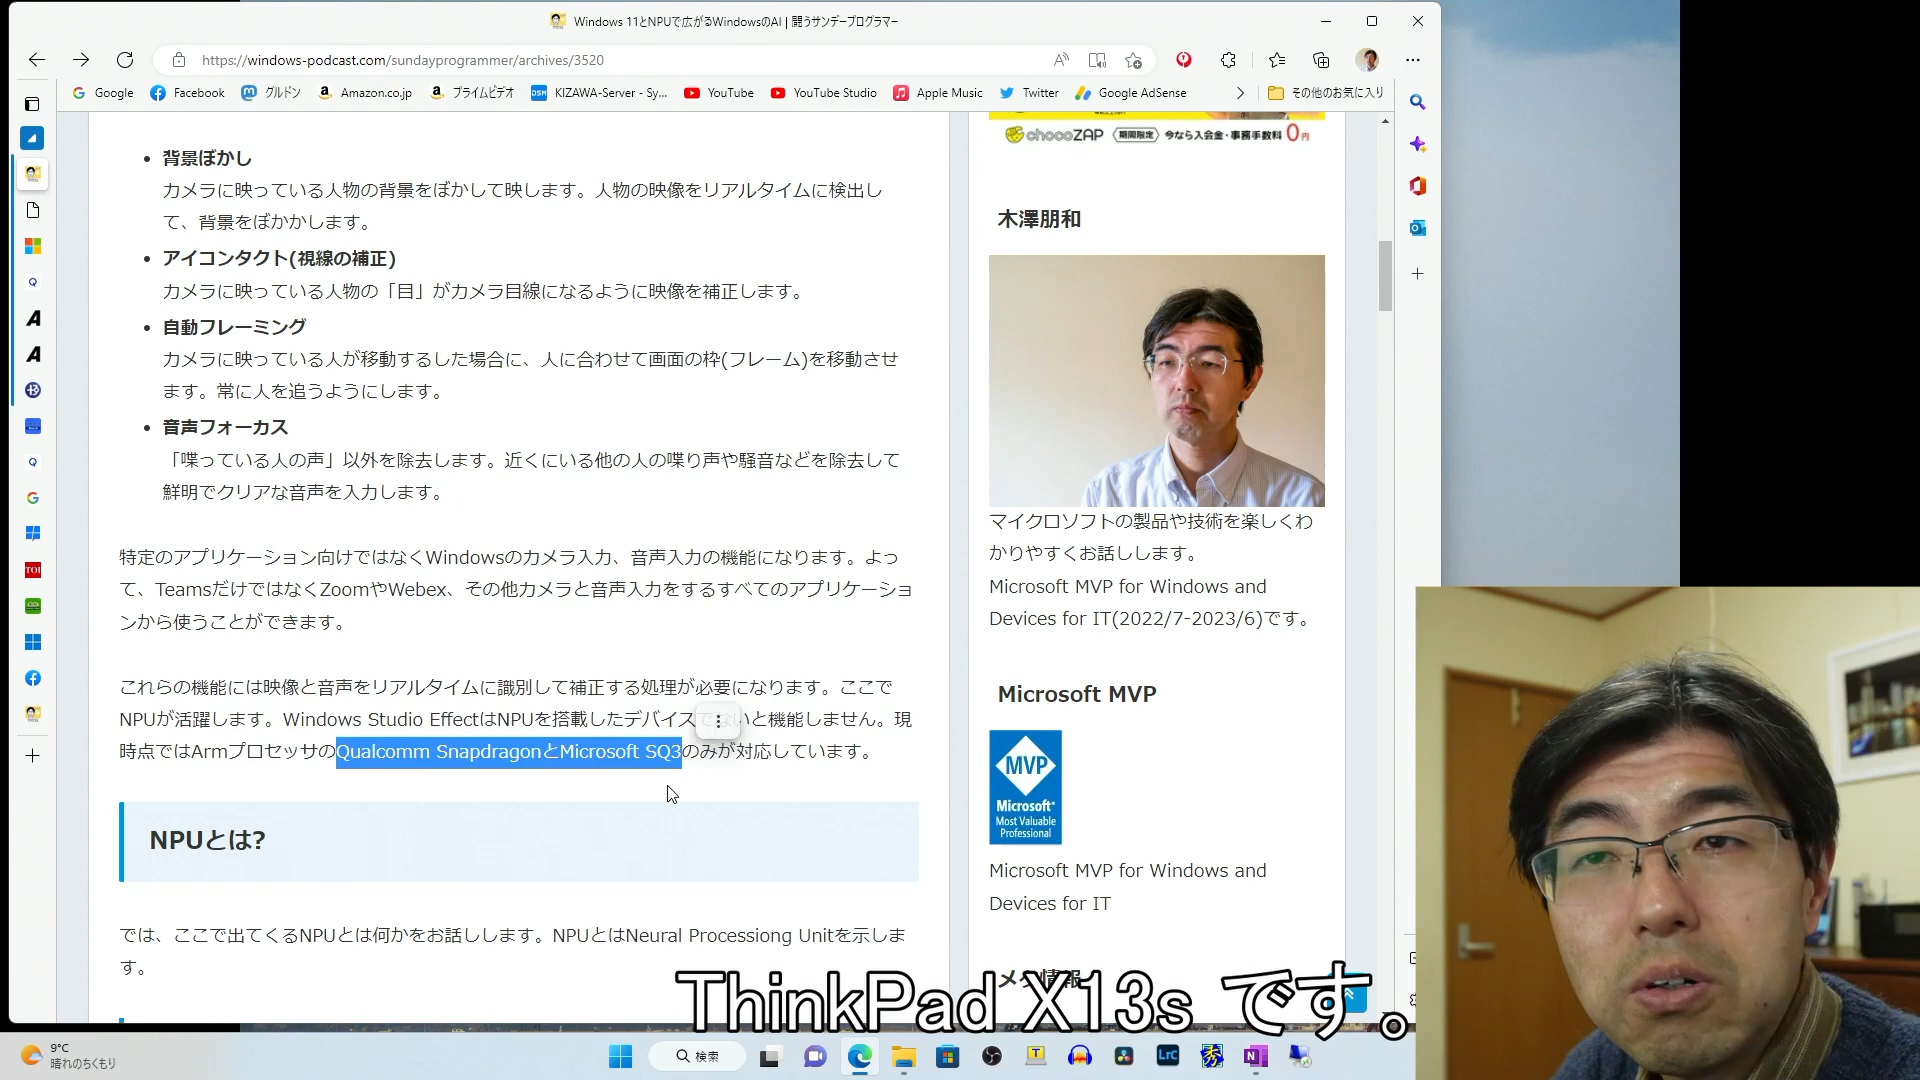 Windows 11とNPUで広がるWindowsのAI | 闘うサンデープログラマー
https://windows-podcast.com/sundayprogrammer/archives/3520
Google
Facebook
グルドン
Amazon.co.jp
プライムビデオ
KIZAWA-Server - Sy...
YouTube
YouTube Studio
Apple Music
Twitter
Google AdSense
その他のお気に入り
chocoZAP 期間限定 今なら入会金・事務手数料0円
• 背景ぼかし
カメラに映っている人物の背景をぼかして映します。人物の映像をリアルタイムに検出し
て、背景をぼかかします。
• アイコンタクト(視線の補正)
カメラに映っている人物の「目」がカメラ目線になるように映像を補正します。
• 自動フレーミング
カメラに映っている人が移動するした場合に、人に合わせて画面の枠(フレーム)を移動させ
ます。常に人を追うようにします。
• 音声フォーカス
「喋っている人の声」以外を除去します。近くにいる他の人の喋り声や騒音などを除去して
鮮明でクリアな音声を入力します。
特定のアプリケーション向けではなくWindowsのカメラ入力、音声入力の機能になります。よっ
て、TeamsだけではなくZoomやWebex、その他カメラと音声入力をするすべてのアプリケーショ
ンから使うことができます。
これらの機能には映像と音声をリアルタイムに識別して補正する処理が必要になります。ここで
NPUが活躍します。Windows Studio EffectはNPUを搭載したデバイスでないと機能しません。現
時点ではArmプロセッサのQualcomm SnapdragonとMicrosoft SQ3のみが対応しています。
NPUとは?
では、ここで出てくるNPUとは何かをお話しします。NPUとはNeural Processiong Unitを示しま
す。
木澤朋和
マイクロソフトの製品や技術を楽しくわ
かりやすくお話しします。
Microsoft MVP for Windows and
Devices for IT(2022/7-2023/6)です。
Microsoft MVP
MVP
Microsoft®
Most Valuable
Professional
Microsoft MVP for Windows and
Devices for IT
メタ情報
ThinkPad X13s です。
9°C
晴れのちくもり
検索